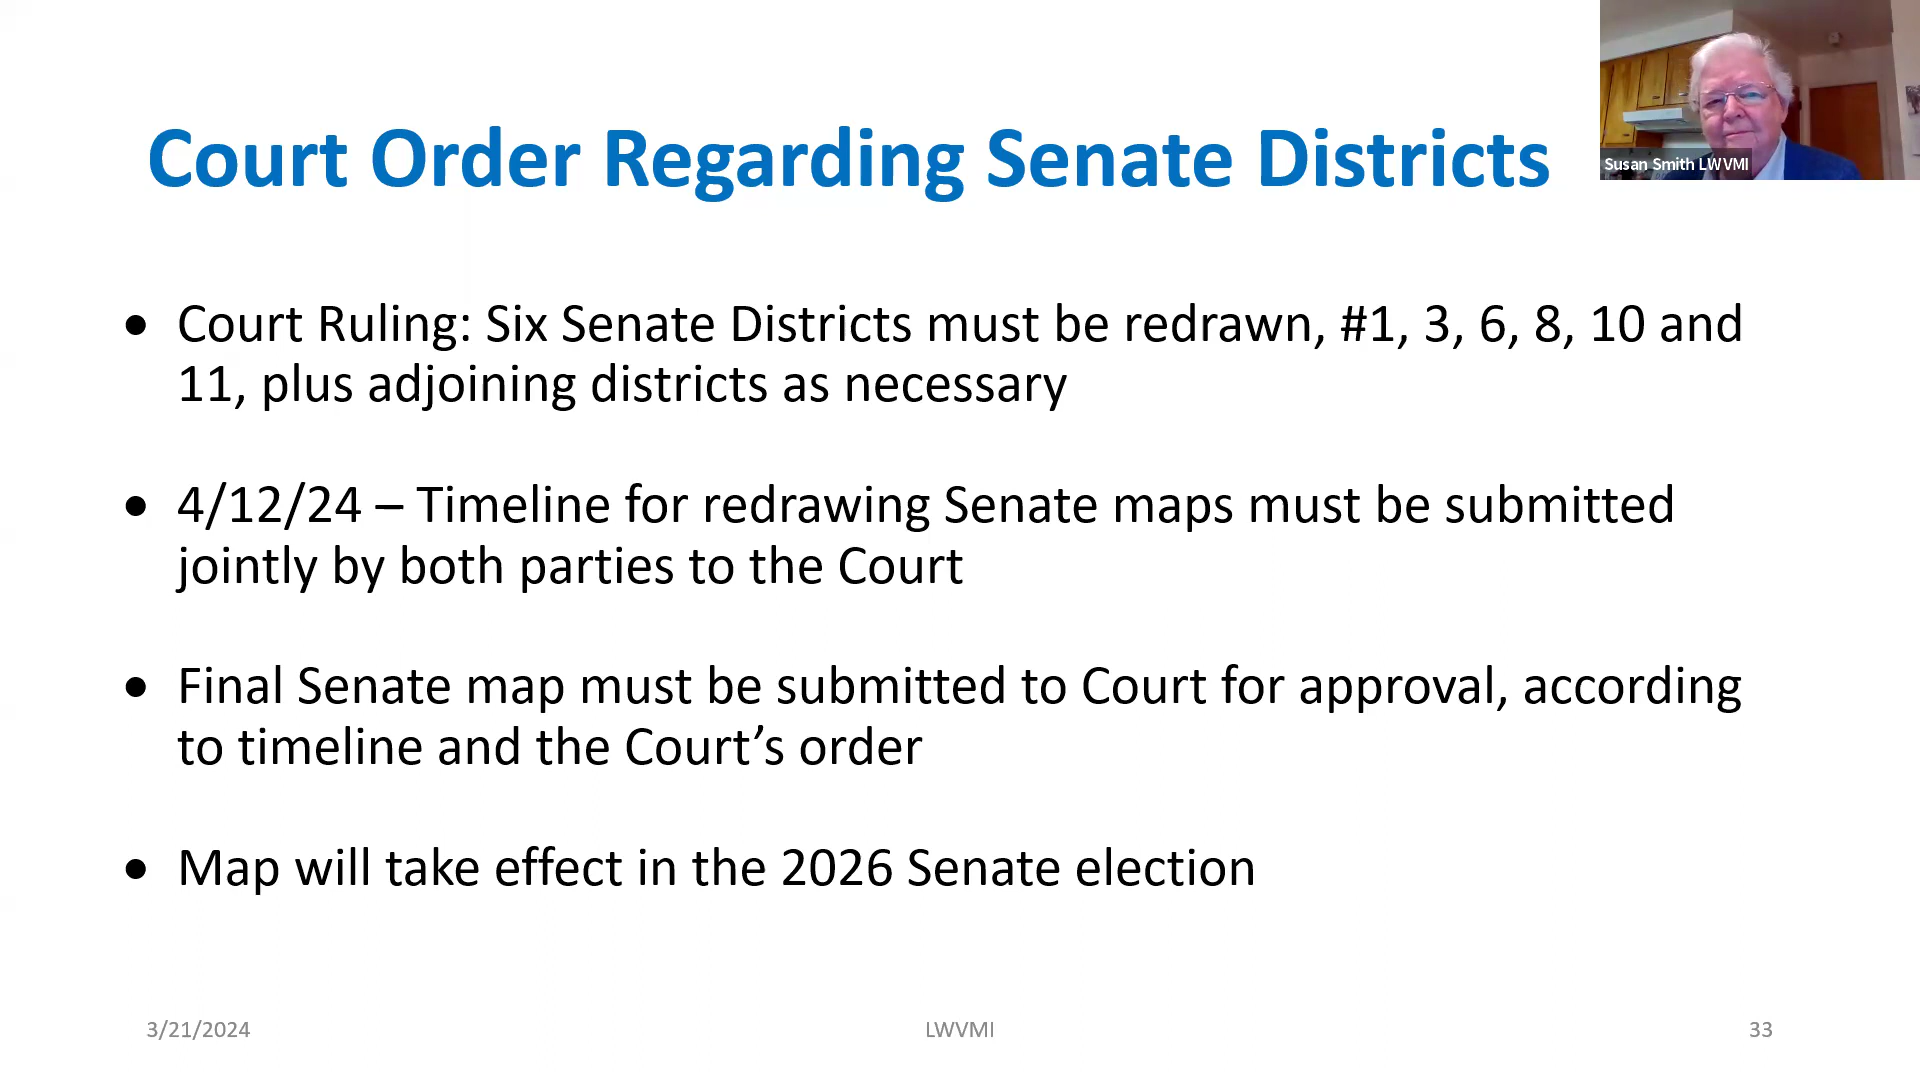 Court Order Regarding Senate Districts
Susan Smith LWVMI
• Court Ruling: Six Senate Districts must be redrawn, #1, 3, 6, 8, 10 and
11, plus adjoining districts as necessary
• 4/12/24 – Timeline for redrawing Senate maps must be submitted
jointly by both parties to the Court
• Final Senate map must be submitted to Court for approval, according
to timeline and the Court’s order
• Map will take effect in the 2026 Senate election
3/21/2024
LWVMI
33